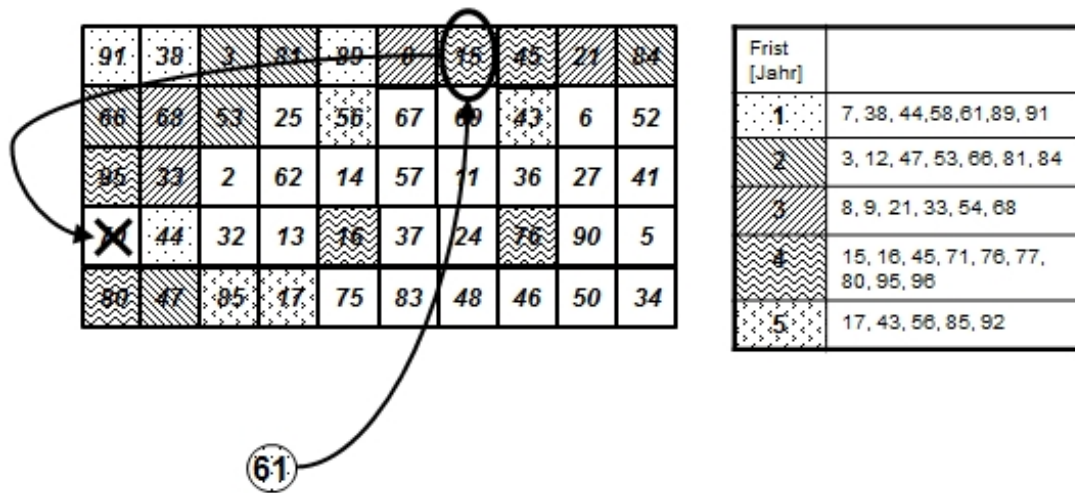 91 38 3 81 89 8 15 45 21 84
66 68 53 25 56 67 69 43 6 52
95 33 2 62 14 57 11 36 27 41
44 32 13 16 37 24 76 90 5
80 47 85 17 75 83 48 46 50 34
61
Frist
[Jahr]
1 7, 38, 44,58,61,89, 91
2 3, 12, 47, 53, 66, 81, 84
3 8, 9, 21, 33, 54, 68
4 15, 16, 45, 71, 76, 77,
80, 95, 96
5 17, 43, 56, 85, 92